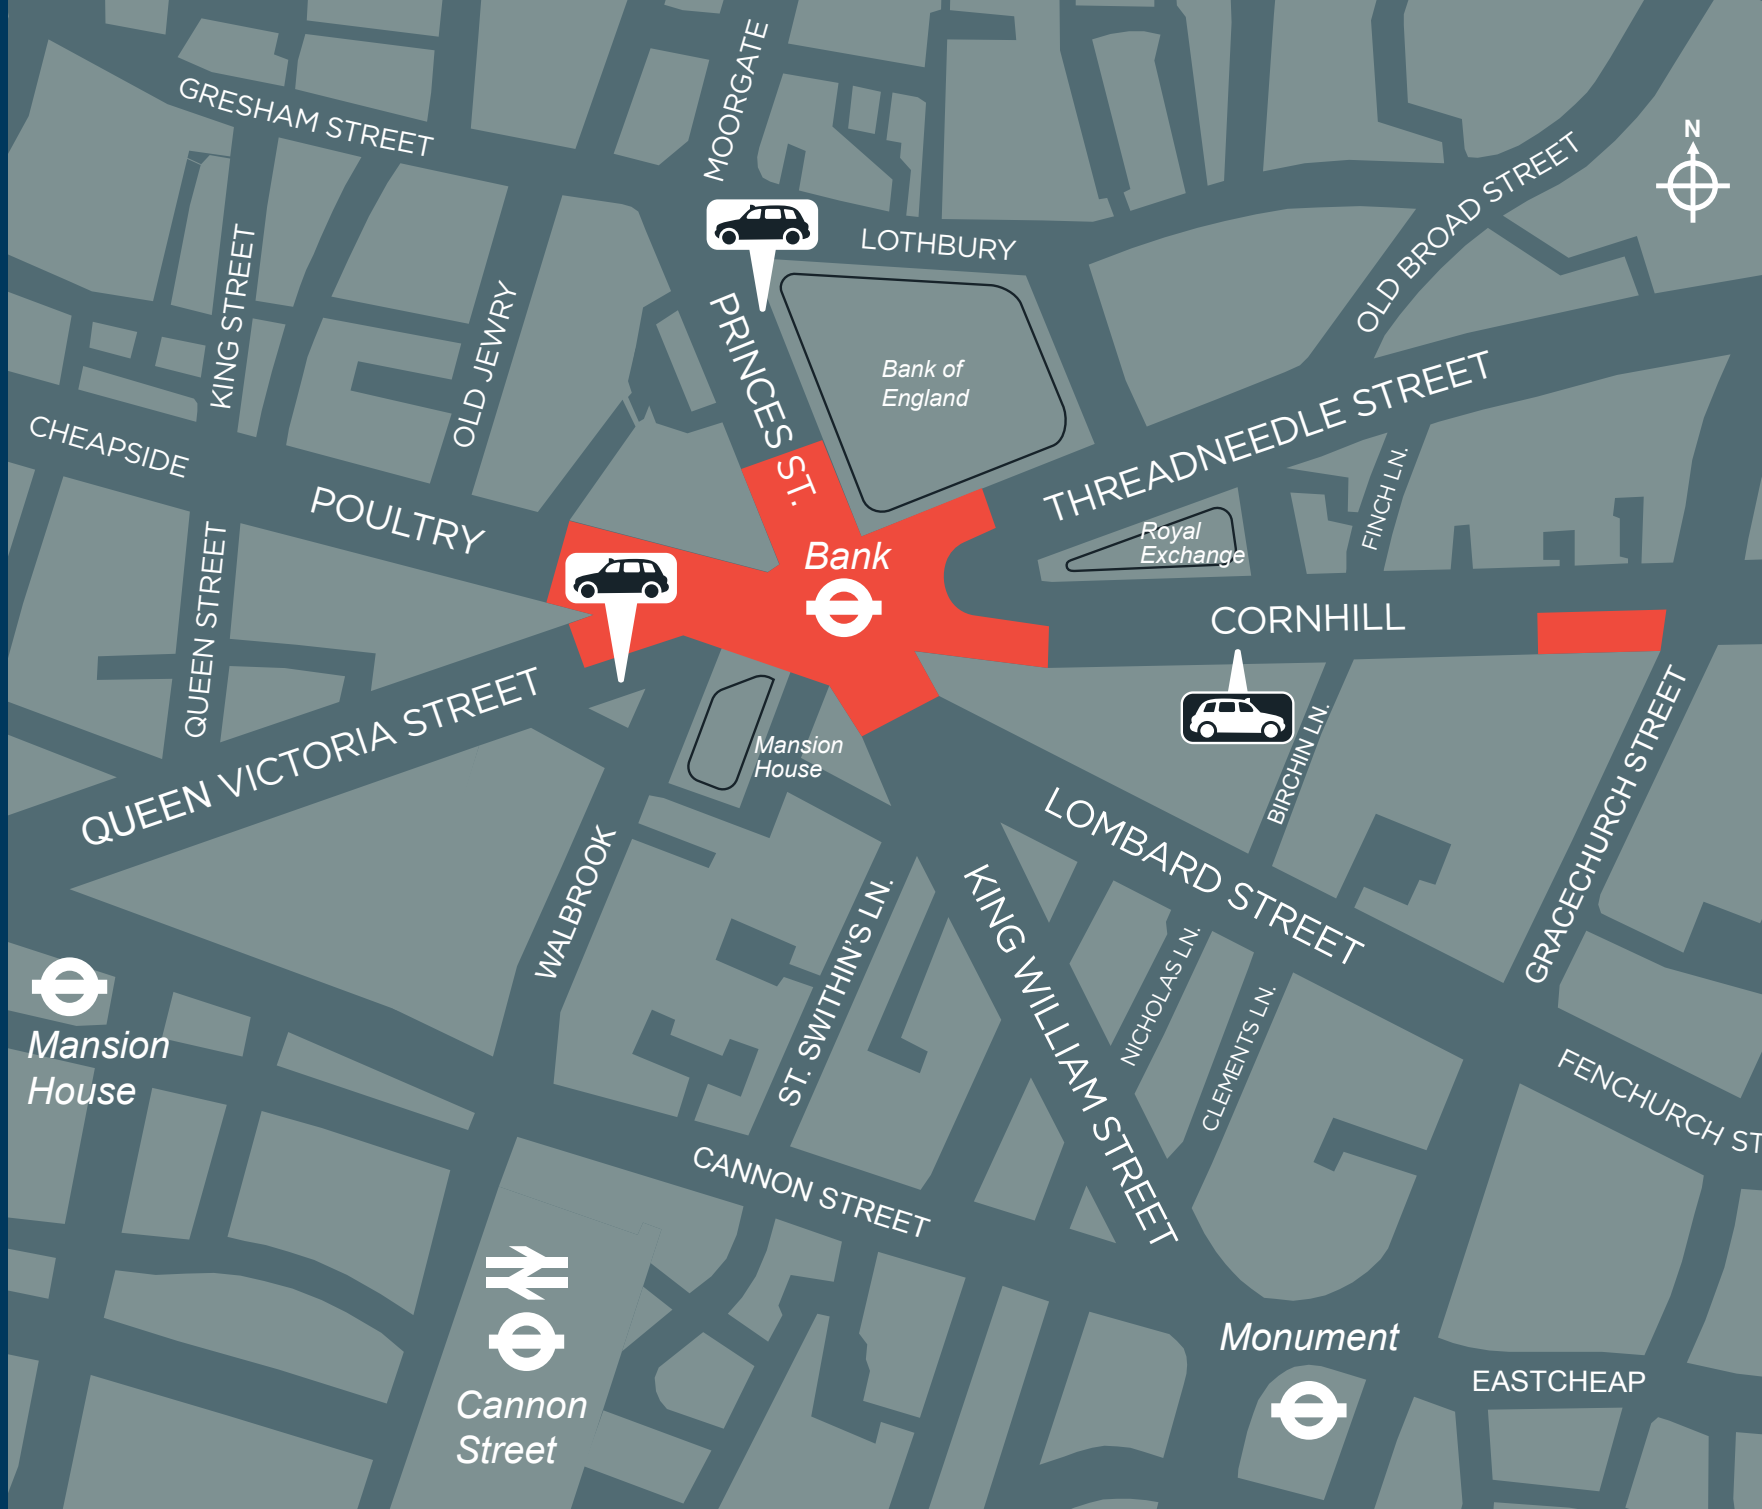 MOORGATE
GRESHAM STREET
N
OLD BROAD STREET
LOTHBURY
KING STREET
OLD JEWRY
PRINCES ST.
Bank of
England
THREADNEEDLE STREET
CHEAPSIDE
POULTRY
FINCH LN.
Royal
Exchange
Bank
QUEEN STREET
CORNHILL
QUEEN VICTORIA STREET
Mansion
House
BIRCHIN LN.
GRACECHURCH STREET
LOMBARD STREET
WALBROOK
ST. SWITHIN'S LN.
KING WILLIAM STREET
NICHOLAS LN.
CLEMENTS LN.
Mansion
House
FENCHURCH ST
CANNON STREET
Monument
EASTCHEAP
Cannon
Street